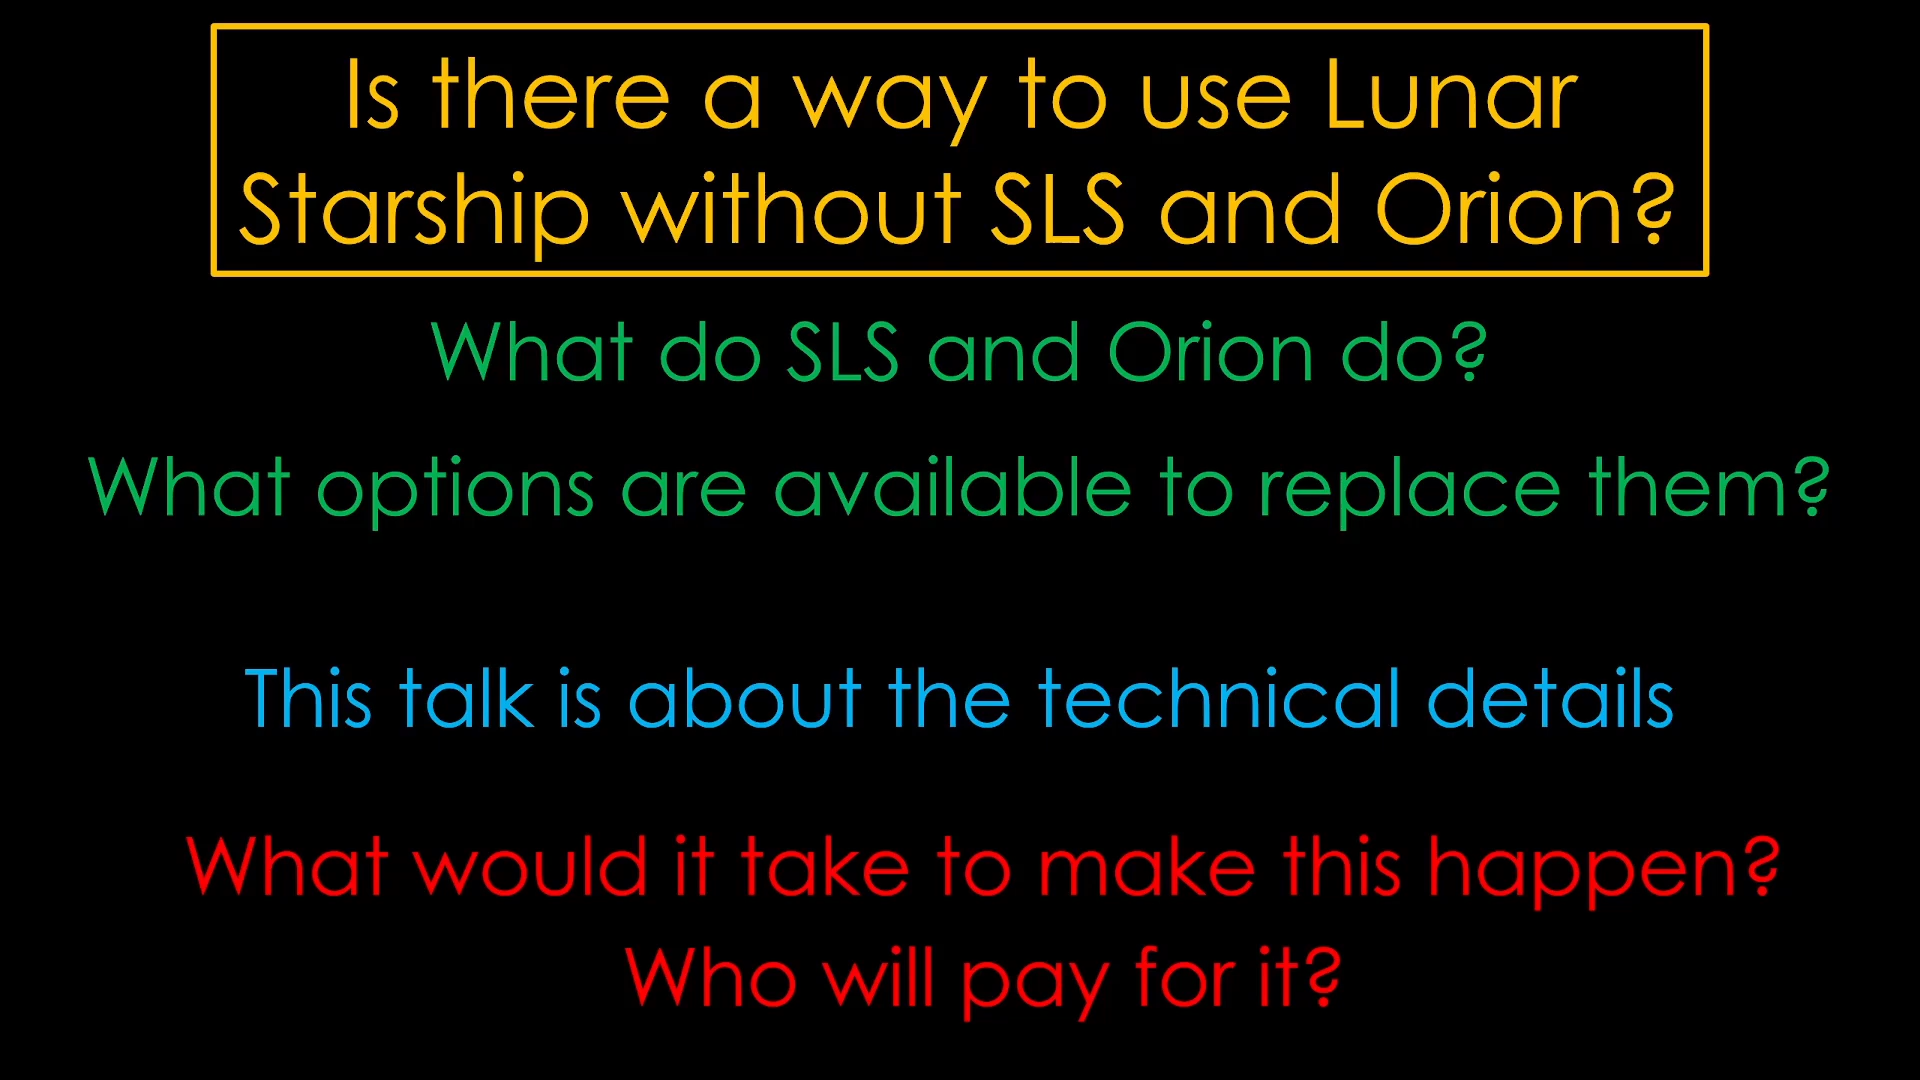 Is there a way to use Lunar
Starship without SLS and Orion?
What do SLS and Orion do?
What options are available to replace them?
This talk is about the technical details
What would it take to make this happen?
Who will pay for it?